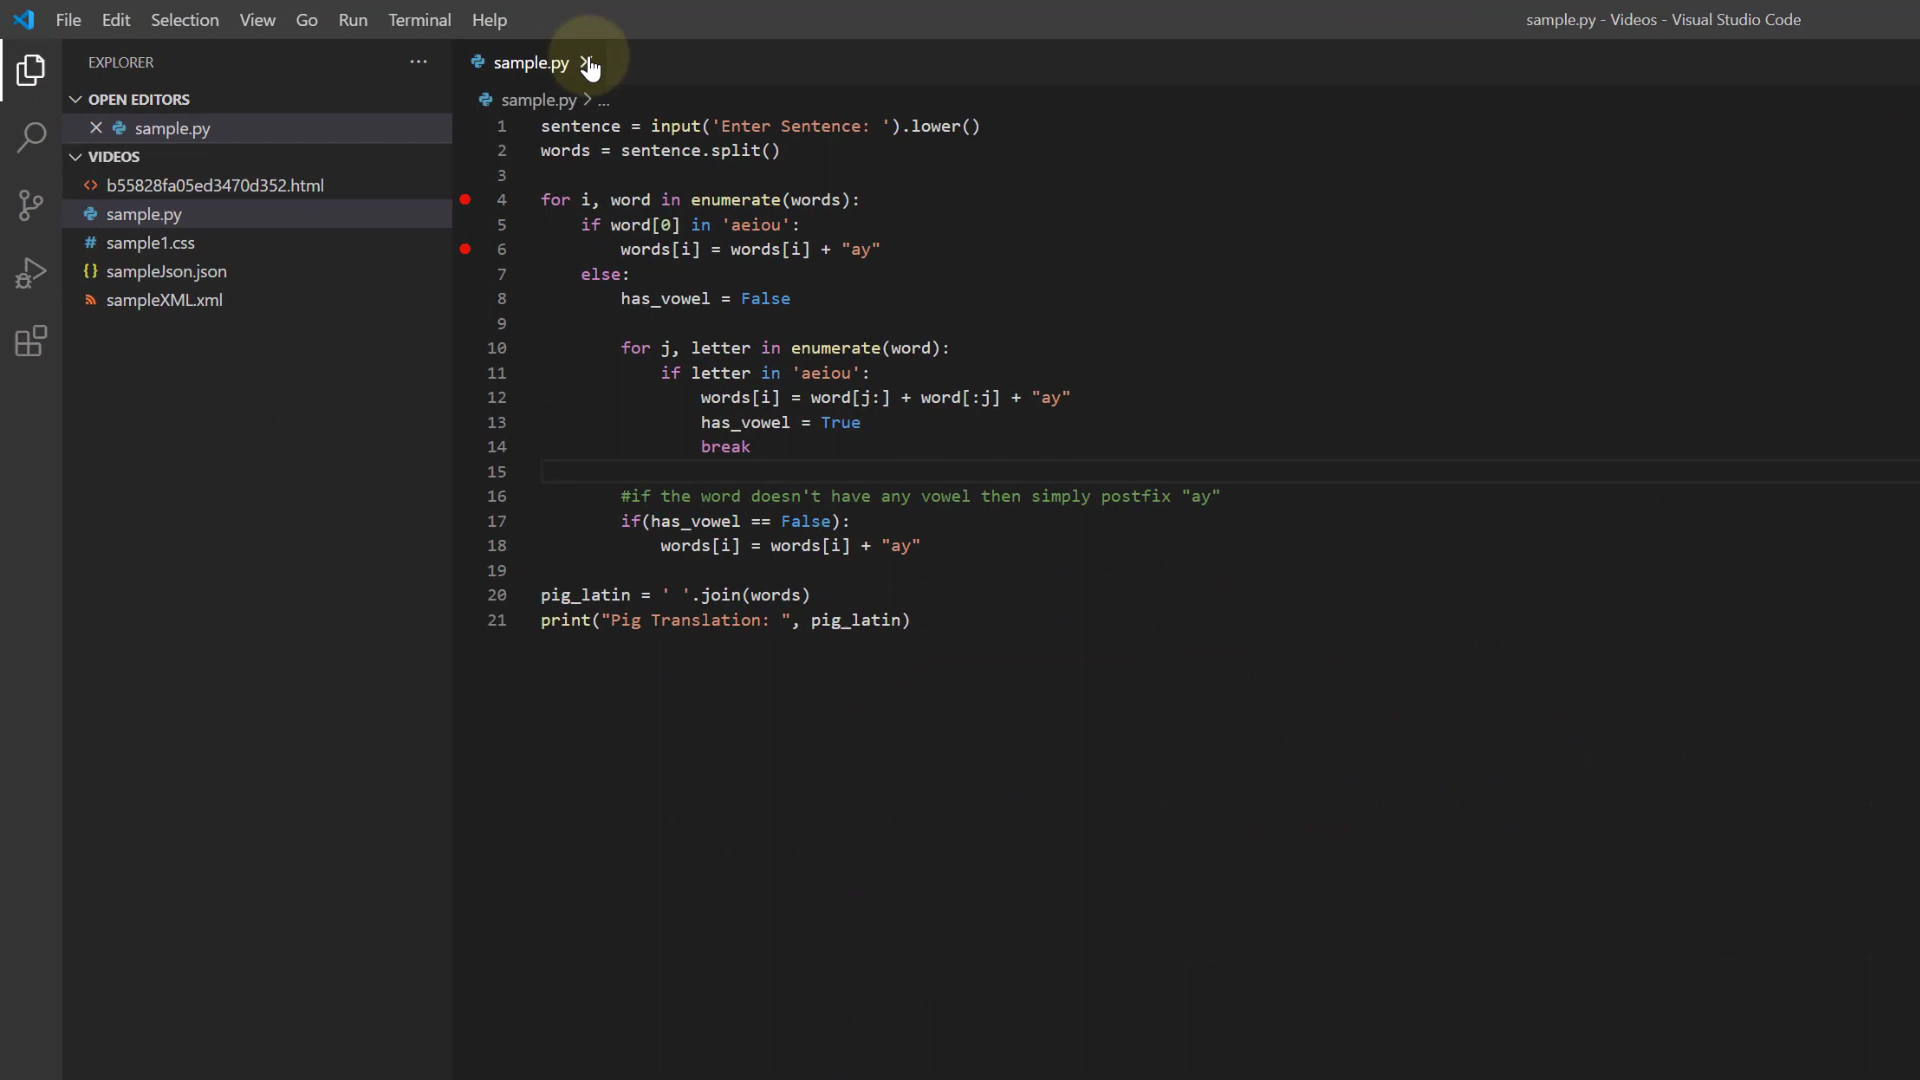 File Edit Selection View Go Run Terminal Help
sample.py - Videos - Visual Studio Code
EXPLORER
OPEN EDITORS
sample.py
VIDEOS
b55828fa05ed3470d352.html
sample.py
sample1.css
sampleJson.json
sampleXML.xml
sample.py
sample.py > ...
1 sentence = input('Enter Sentence: ').lower()
2 words = sentence.split()
3
4 for i, word in enumerate(words):
5     if word[0] in 'aeiou':
6         words[i] = words[i] + "ay"
7     else:
8         has_vowel = False
9
10         for j, letter in enumerate(word):
11             if letter in 'aeiou':
12                 words[i] = word[j:] + word[:j] + "ay"
13                 has_vowel = True
14                 break
15
16         #if the word doesn't have any vowel then simply postfix "ay"
17         if(has_vowel == False):
18             words[i] = words[i] + "ay"
19
20 pig_latin = ' '.join(words)
21 print("Pig Translation: ", pig_latin)